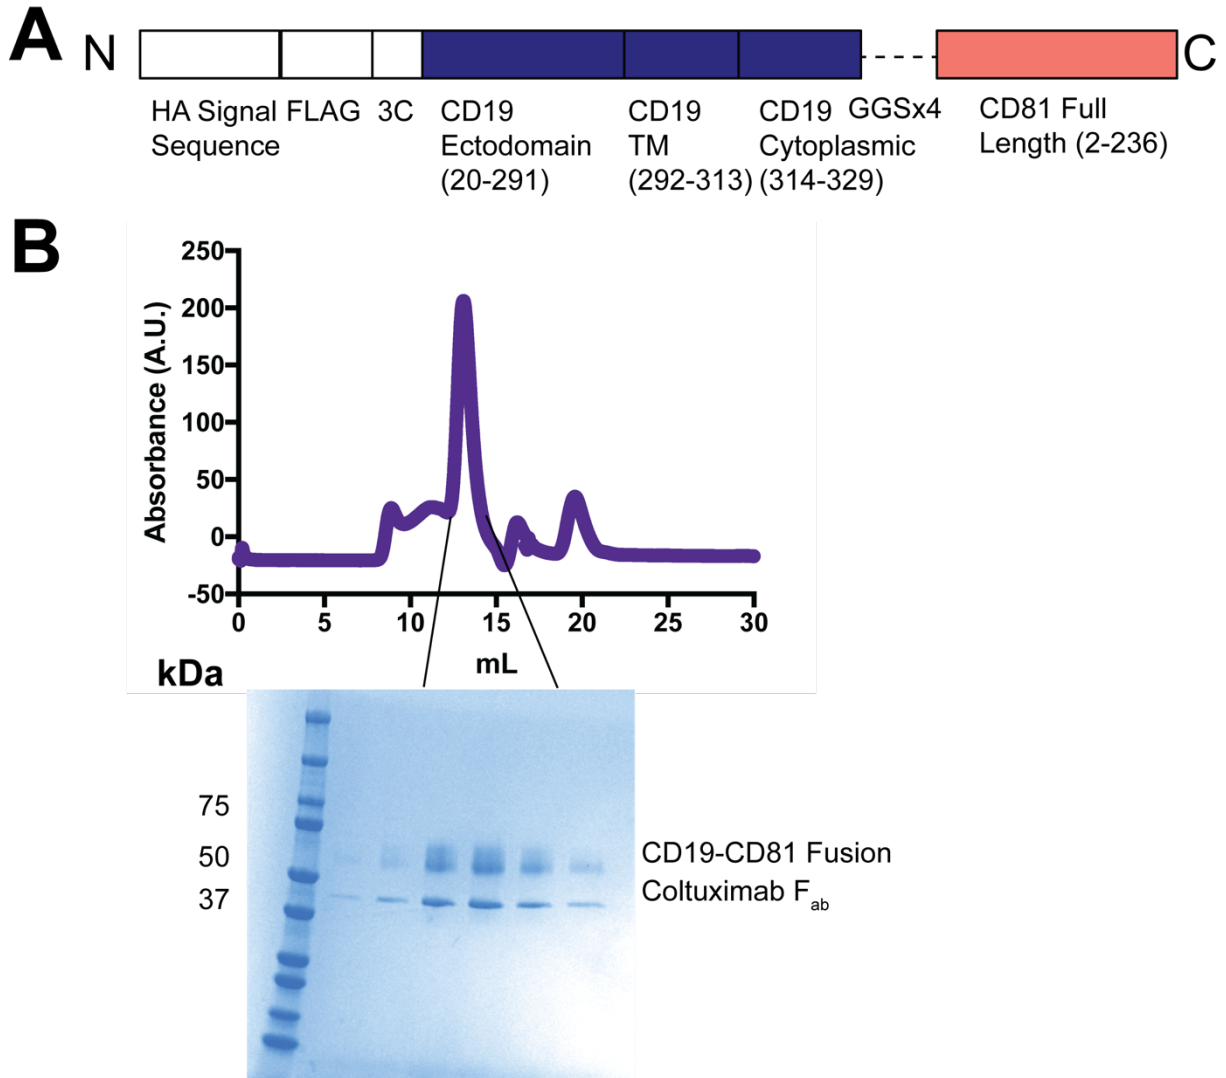 A
N
C
HA Signal
Sequence
FLAG
3C
CD19
Ectodomain
(20-291)
CD19
TM
(292-313)
CD19
Cytoplasmic
(314-329)
GGSx4
CD81 Full
Length (2-236)
B
Absorbance (A.U.)
250
200
150
100
50
0
-50
0 5 10 15 20 25 30
mL
kDa
75
50
37
CD19-CD81 Fusion
Coltuximab Fab